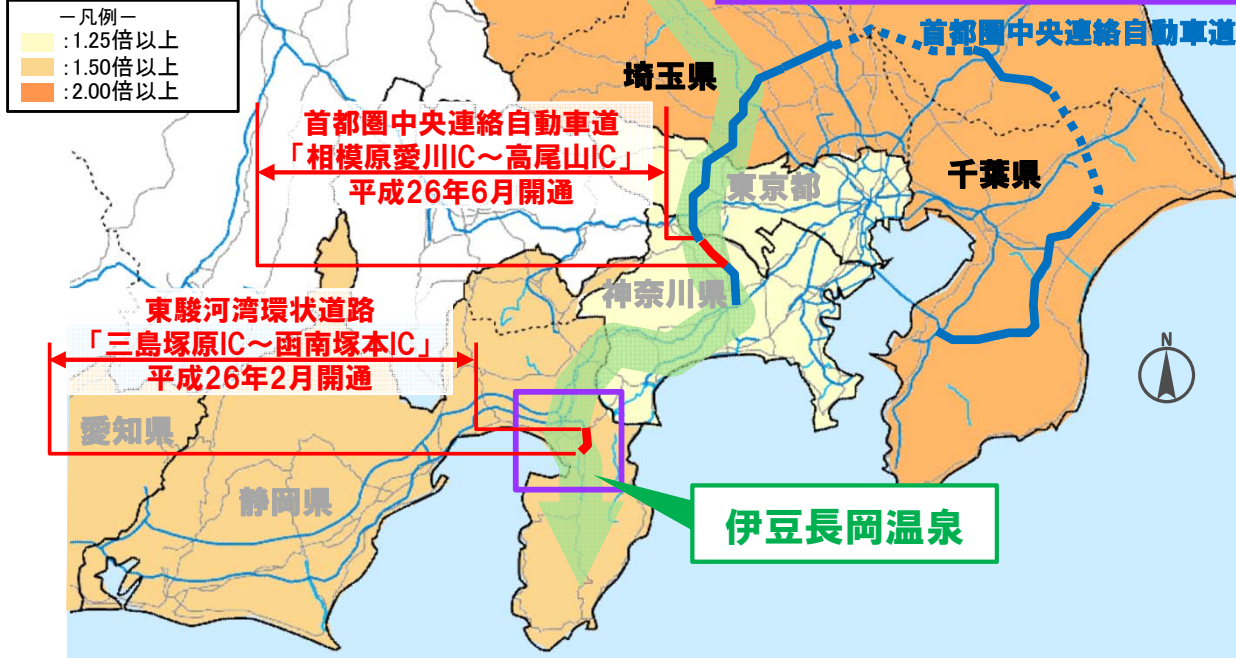 －凡例－
：1.25倍以上
：1.50倍以上
：2.00倍以上
首都圏中央連絡自動車道
埼玉県
首都圏中央連絡自動車道
「相模原愛川IC～高尾山IC」
平成26年6月開通
東京都
千葉県
神奈川県
東駿河湾環状道路
「三島塚原IC～函南塚本IC」
平成26年2月開通
N
愛知県
静岡県
伊豆長岡温泉